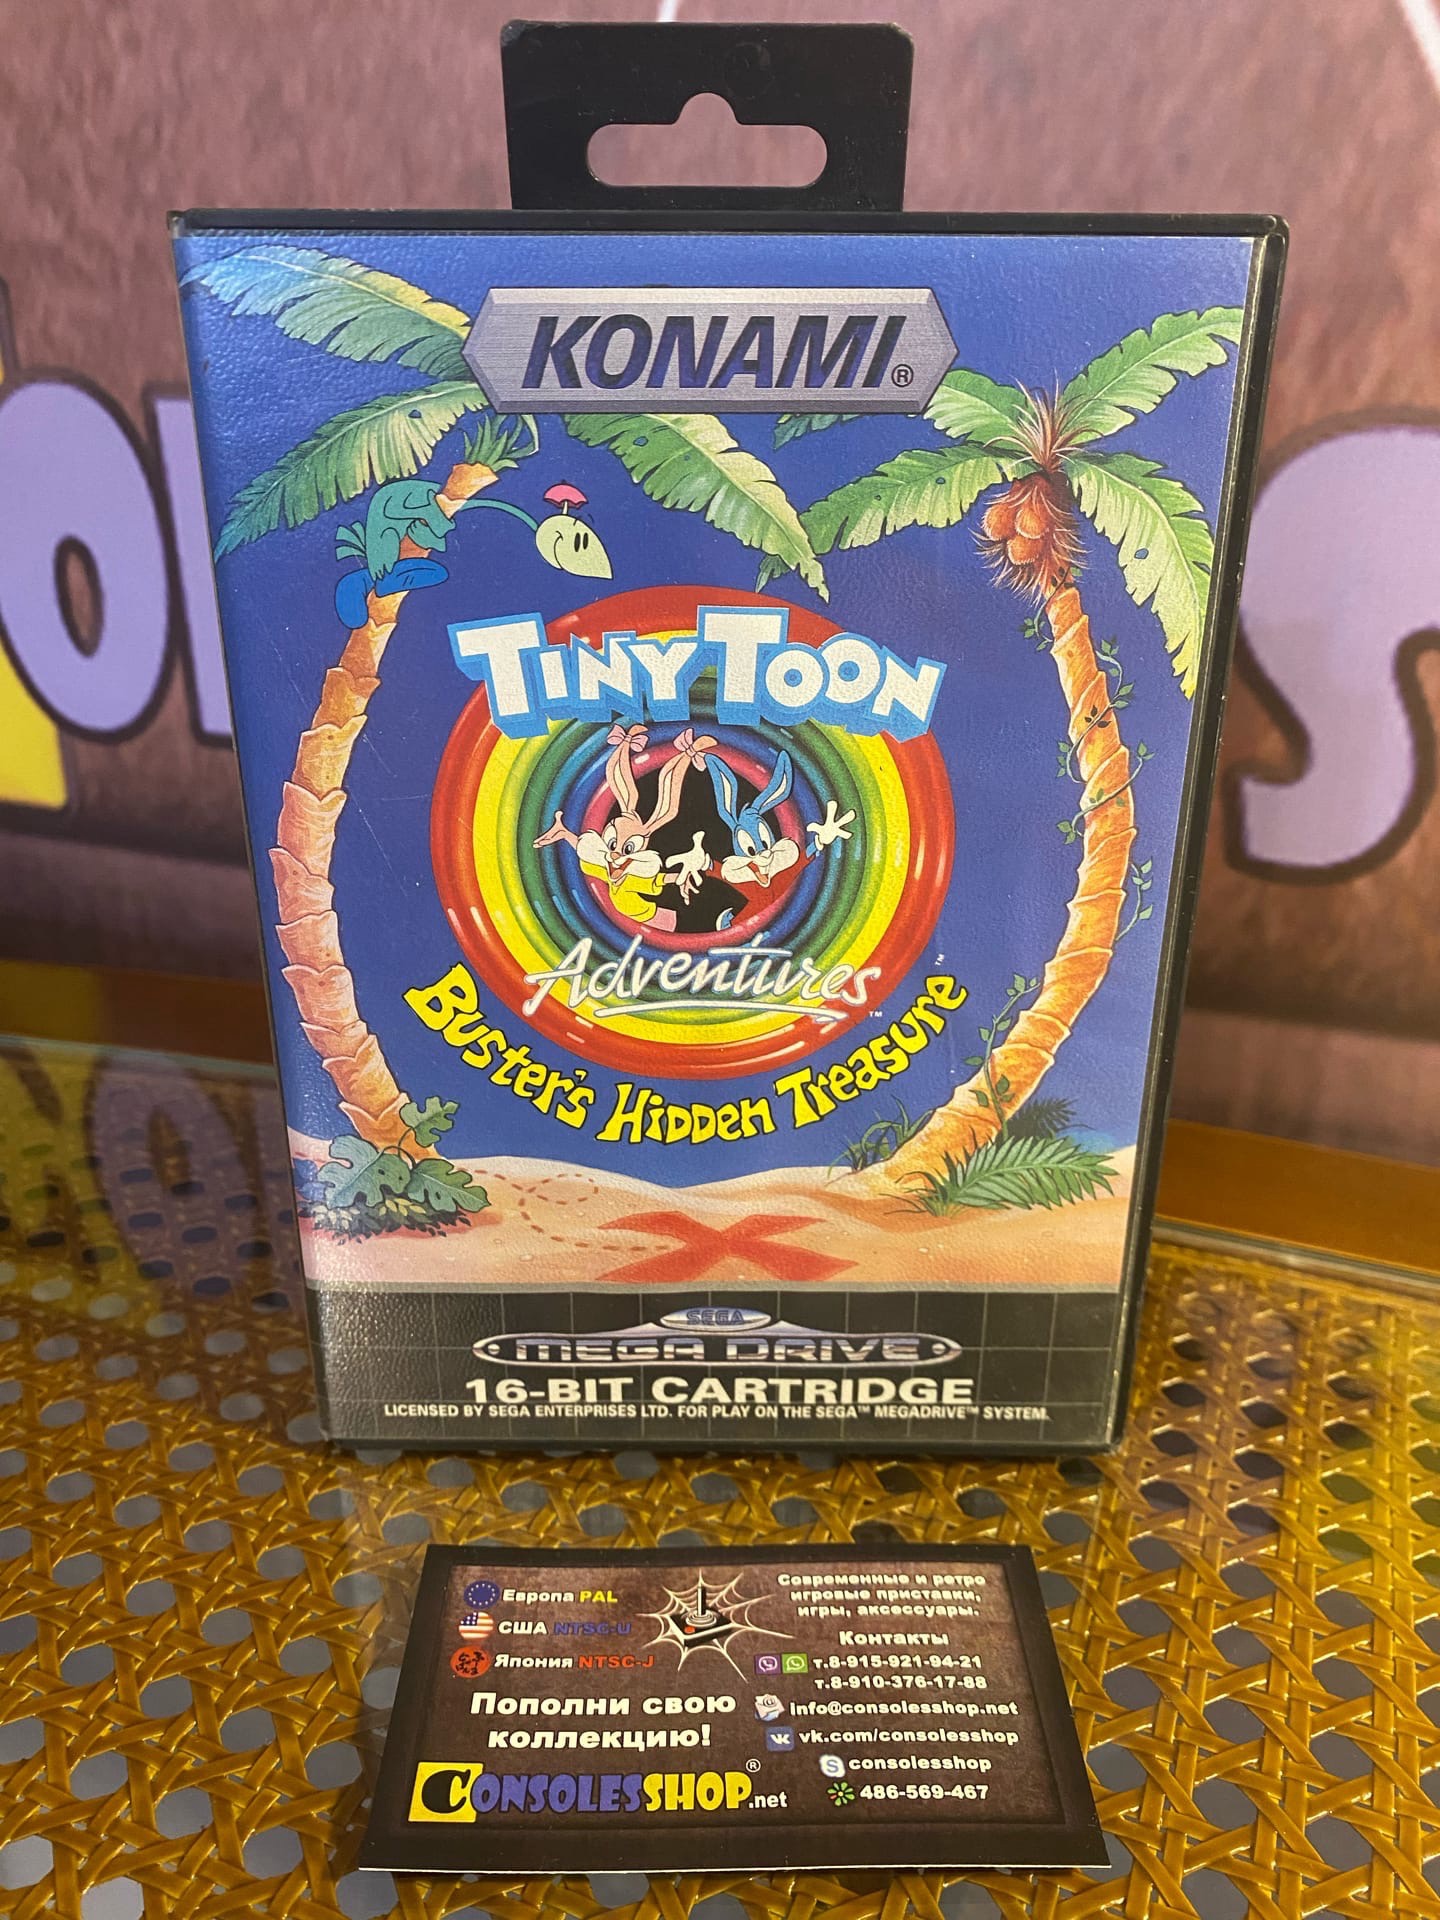 KONAMI®
TINY TOON
Adventures™
Buster's Hidden Treasure™
SEGA
MEGA DRIVE
16-BIT CARTRIDGE
LICENSED BY SEGA ENTERPRISES LTD. FOR PLAY ON THE SEGA™ MEGADRIVE™ SYSTEM.
Европа PAL
США NTSC-U
Япония NTSC-J
Пополни свою
коллекцию!
CONSOLESSHOP®.net
Современные и ретро
игровые приставки,
игры, аксессуары.
Контакты
т.8-915-921-94-21
т.8-910-376-17-88
info@consolesshop.net
vk.com/consolesshop
consolesshop
486-569-467